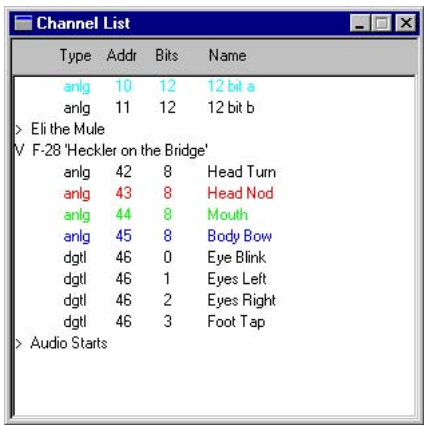 Channel List
Type Addr Bits Name
anlg 10 12 12 bit a
anlg 11 12 12 bit b
> Eli the Mule
V F-28 'Heckler on the Bridge'
anlg 42 8 Head Turn
anlg 43 8 Head Nod
anlg 44 8 Mouth
anlg 45 8 Body Bow
dgtl 46 0 Eye Blink
dgtl 46 1 Eyes Left
dgtl 46 2 Eyes Right
dgtl 46 3 Foot Tap
> Audio Starts